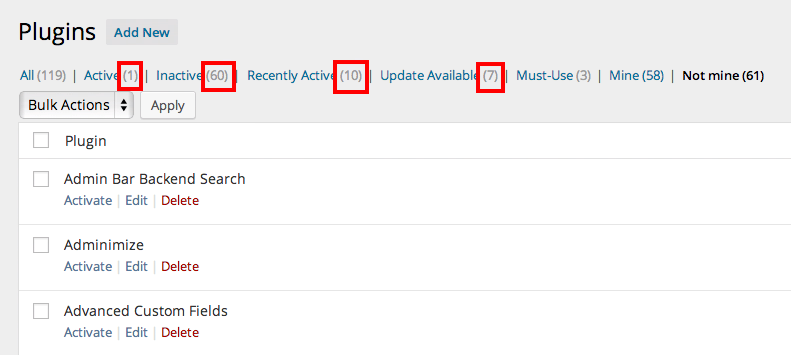 Plugins Add New
All (119) | Active (1) | Inactive (60) | Recently Active (10) | Update Available (7) | Must-Use (3) | Mine (58) | Not mine (61)
Bulk Actions Apply
Plugin
Admin Bar Backend Search
Activate | Edit | Delete
Adminimize
Activate | Edit | Delete
Advanced Custom Fields
Activate | Edit | Delete